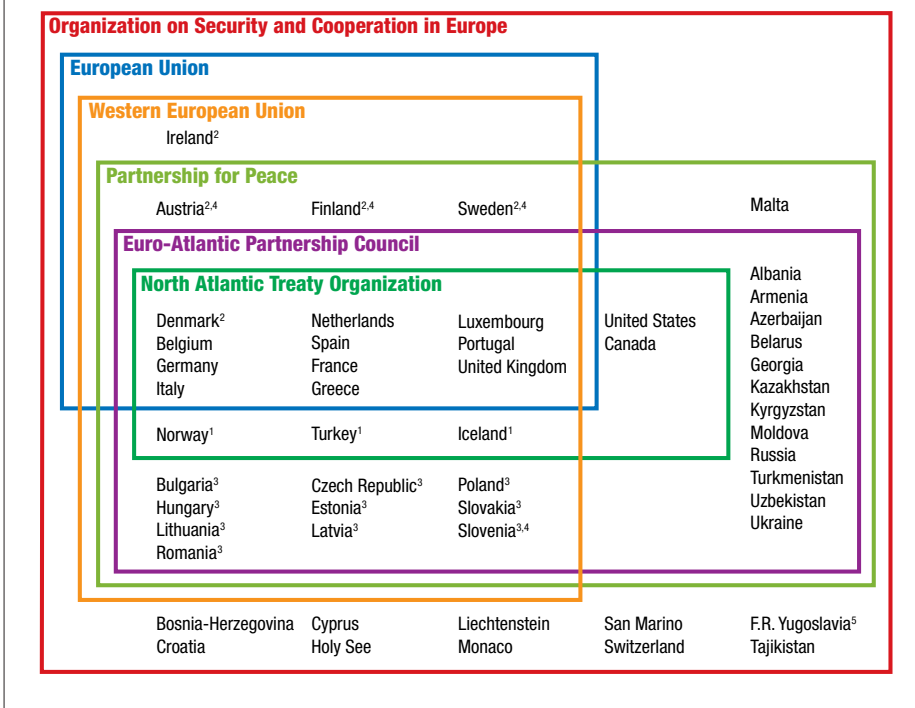 Organization on Security and Cooperation in Europe
European Union
Western European Union
Ireland²
Partnership for Peace
Austria²,⁴ Finland²,⁴ Sweden²,⁴ Malta
Euro-Atlantic Partnership Council
Albania
North Atlantic Treaty Organization
Armenia
Denmark² Netherlands Luxembourg United States Azerbaijan
Belgium Spain Portugal Canada Belarus
Germany France United Kingdom Georgia
Italy Greece Kazakhstan
Kyrgyzstan
Norway¹ Turkey¹ Iceland¹ Moldova
Russia
Bulgaria³ Czech Republic³ Poland³ Turkmenistan
Hungary³ Estonia³ Slovakia³ Uzbekistan
Lithuania³ Latvia³ Slovenia³,⁴ Ukraine
Romania³
Bosnia-Herzegovina Cyprus Liechtenstein San Marino F.R. Yugoslavia⁵
Croatia Holy See Monaco Switzerland Tajikistan